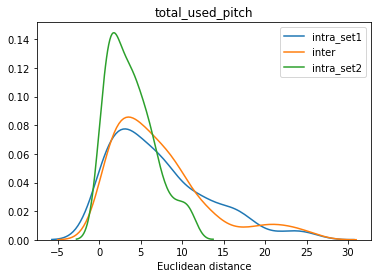 total_used_pitch
intra_set1
inter
intra_set2
0.14
0.12
0.10
0.08
0.06
0.04
0.02
0.00
−5 0 5 10 15 20 25 30
Euclidean distance